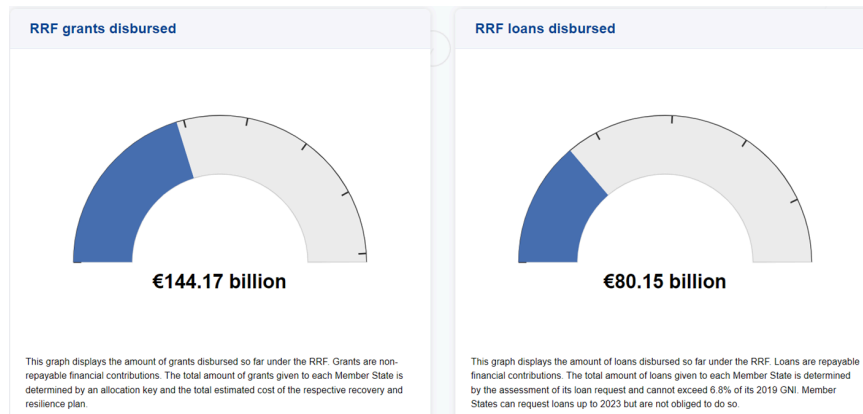 RRF grants disbursed
€144.17 billion
This graph displays the amount of grants disbursed so far under the RRF. Grants are non-
repayable financial contributions. The total amount of grants given to each Member State is
determined by an allocation key and the total estimated cost of the respective recovery and
resilience plan.
RRF loans disbursed
€80.15 billion
This graph displays the amount of loans disbursed so far under the RRF. Loans are repayable
financial contributions. The total amount of loans given to each Member State is determined
by the assessment of its loan request and cannot exceed 6.8% of its 2019 GNI. Member
States can request loans up to 2023 but are not obliged to do so.